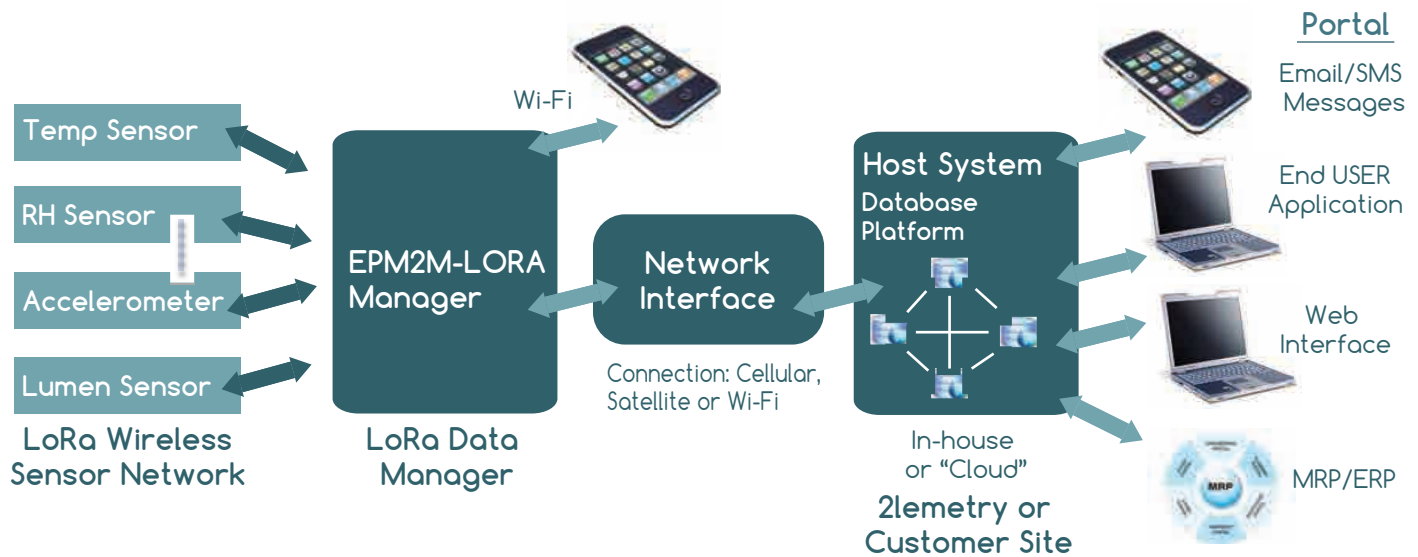 Temp Sensor
RH Sensor
Accelerometer
Lumen Sensor
LoRa Wireless
Sensor Network
EPM2M-LORA
Manager
LoRa Data
Manager
Wi-Fi
Network
Interface
Connection: Cellular,
Satellite or Wi-Fi
Host System
Database
Platform
In-house
or “Cloud”
2lemetry or
Customer Site
Portal
Email/SMS
Messages
End USER
Application
Web
Interface
MRP
MRP/ERP